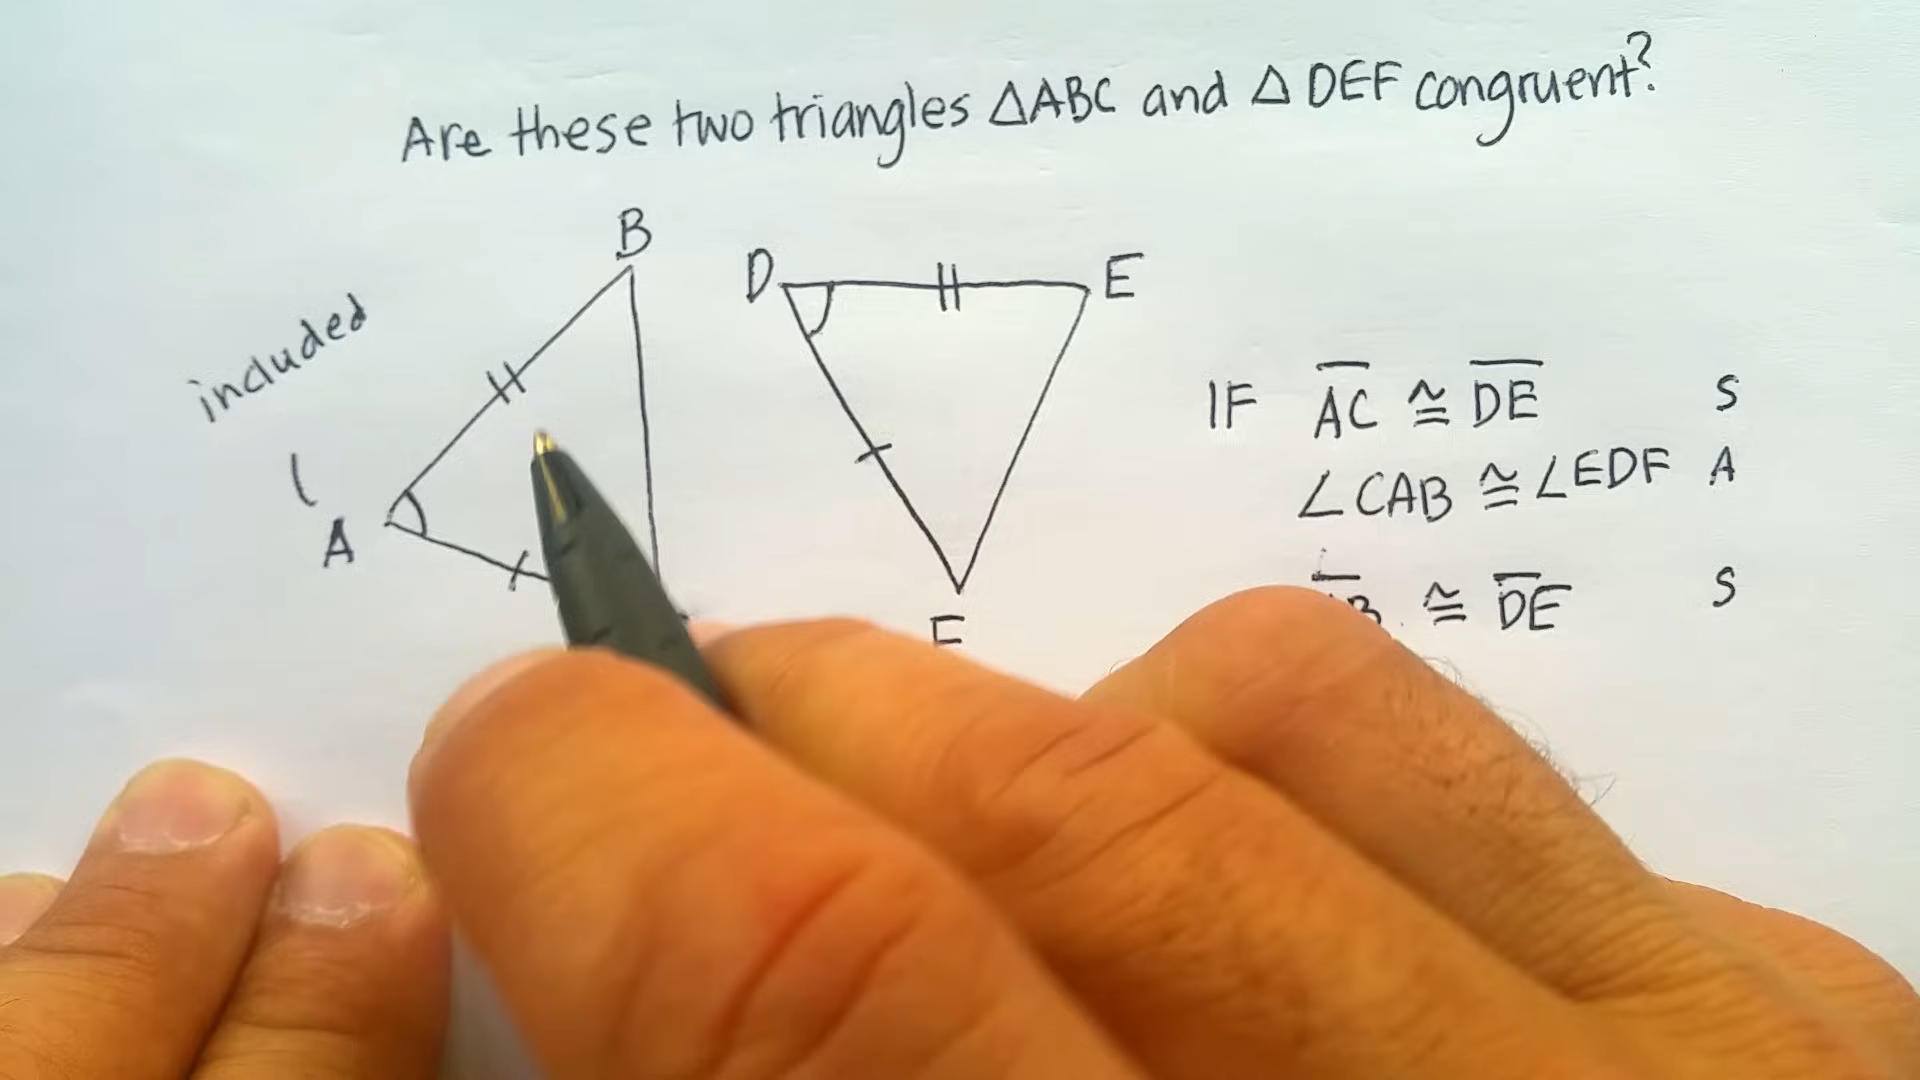 Are these two triangles △ABC and △DEF congruent?
included
B
D
E
A
IF AC ≅ DE S
∠CAB ≅ ∠EDF A
≅ DE S